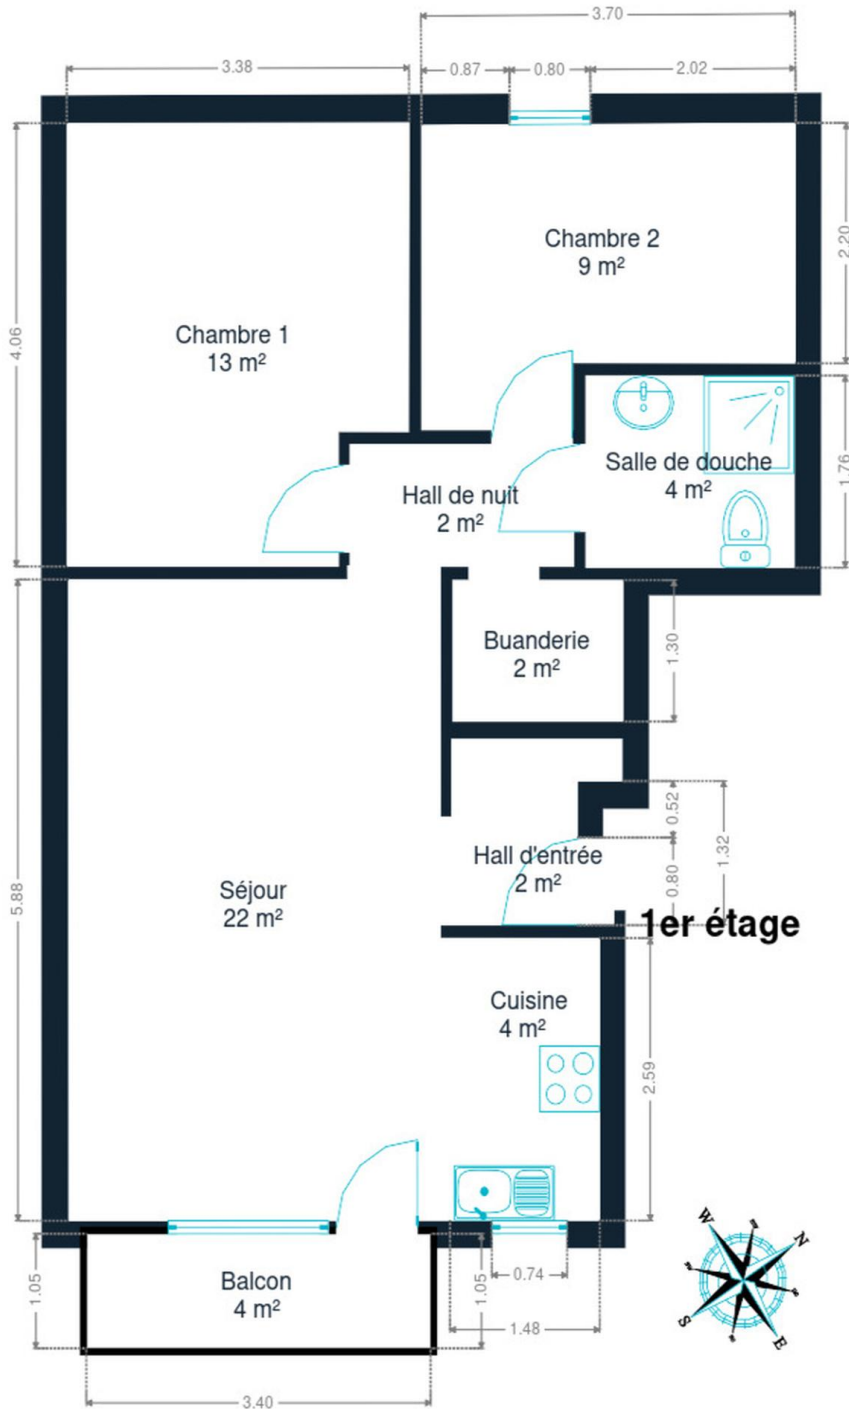 3.70
3.38
0.87
0.80
2.02
4.06
2.20
Chambre 2
9 m²
Chambre 1
13 m²
1.76
Salle de douche
4 m²
Hall de nuit
2 m²
Buanderie
2 m²
1.30
0.52
1.32
0.80
Hall d'entrée
2 m²
5.88
Séjour
22 m²
1er étage
Cuisine
4 m²
2.59
W
N
S
E
Balcon
4 m²
1.05
1.05
0.74
1.48
3.40